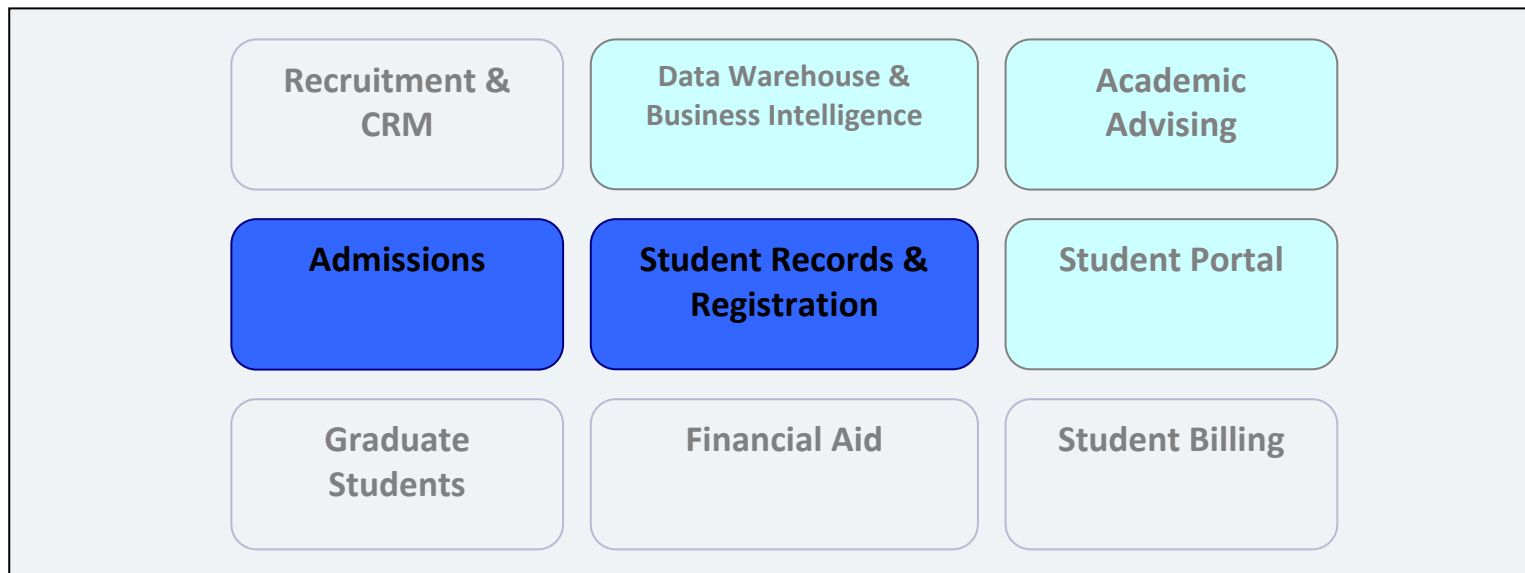 Recruitment &
CRM
Data Warehouse &
Business Intelligence
Academic
Advising
Admissions
Student Records &
Registration
Student Portal
Graduate
Students
Financial Aid
Student Billing